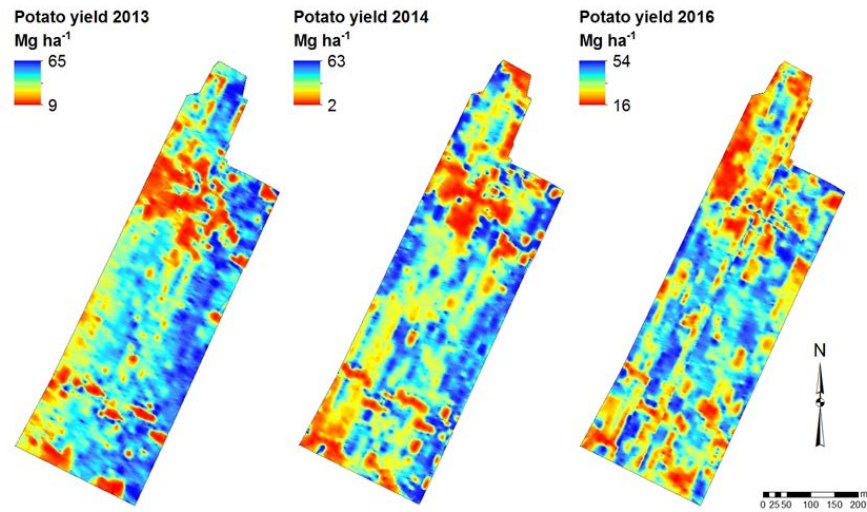 Potato yield 2013
Mg ha⁻¹
65
9
Potato yield 2014
Mg ha⁻¹
63
2
Potato yield 2016
Mg ha⁻¹
54
16
N
m
0 25 50 100 150 200